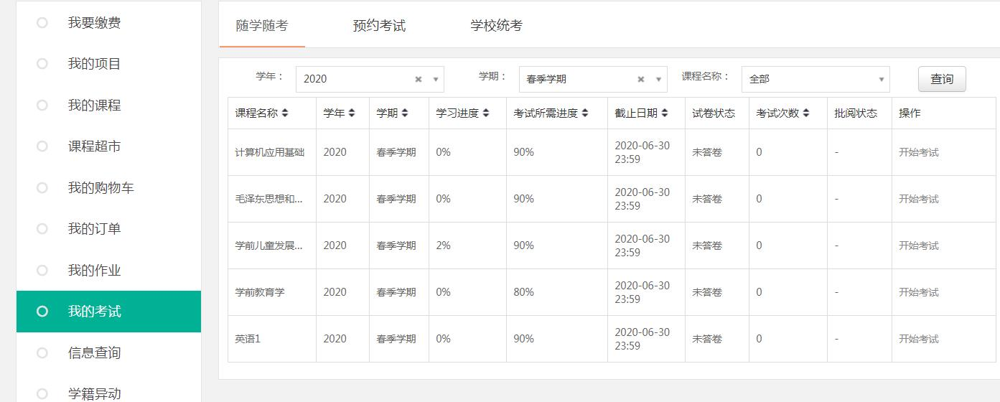 我要缴费
我的项目
我的课程
课程超市
我的购物车
我的订单
我的作业
我的考试
信息查询
学籍异动
随学随考 预约考试 学校统考
学年： 2020 学期： 春季学期 课程名称： 全部 查询
课程名称 学年 学期 学习进度 考试所需进度 截止日期 试卷状态 考试次数 批阅状态 操作
计算机应用基础 2020 春季学期 0% 90% 2020-06-30 23:59 未答卷 0 - 开始考试
毛泽东思想和... 2020 春季学期 0% 90% 2020-06-30 23:59 未答卷 0 - 开始考试
学前儿童发展... 2020 春季学期 2% 90% 2020-06-30 23:59 未答卷 0 - 开始考试
学前教育学 2020 春季学期 0% 80% 2020-06-30 23:59 未答卷 0 - 开始考试
英语1 2020 春季学期 0% 90% 2020-06-30 23:59 未答卷 0 - 开始考试